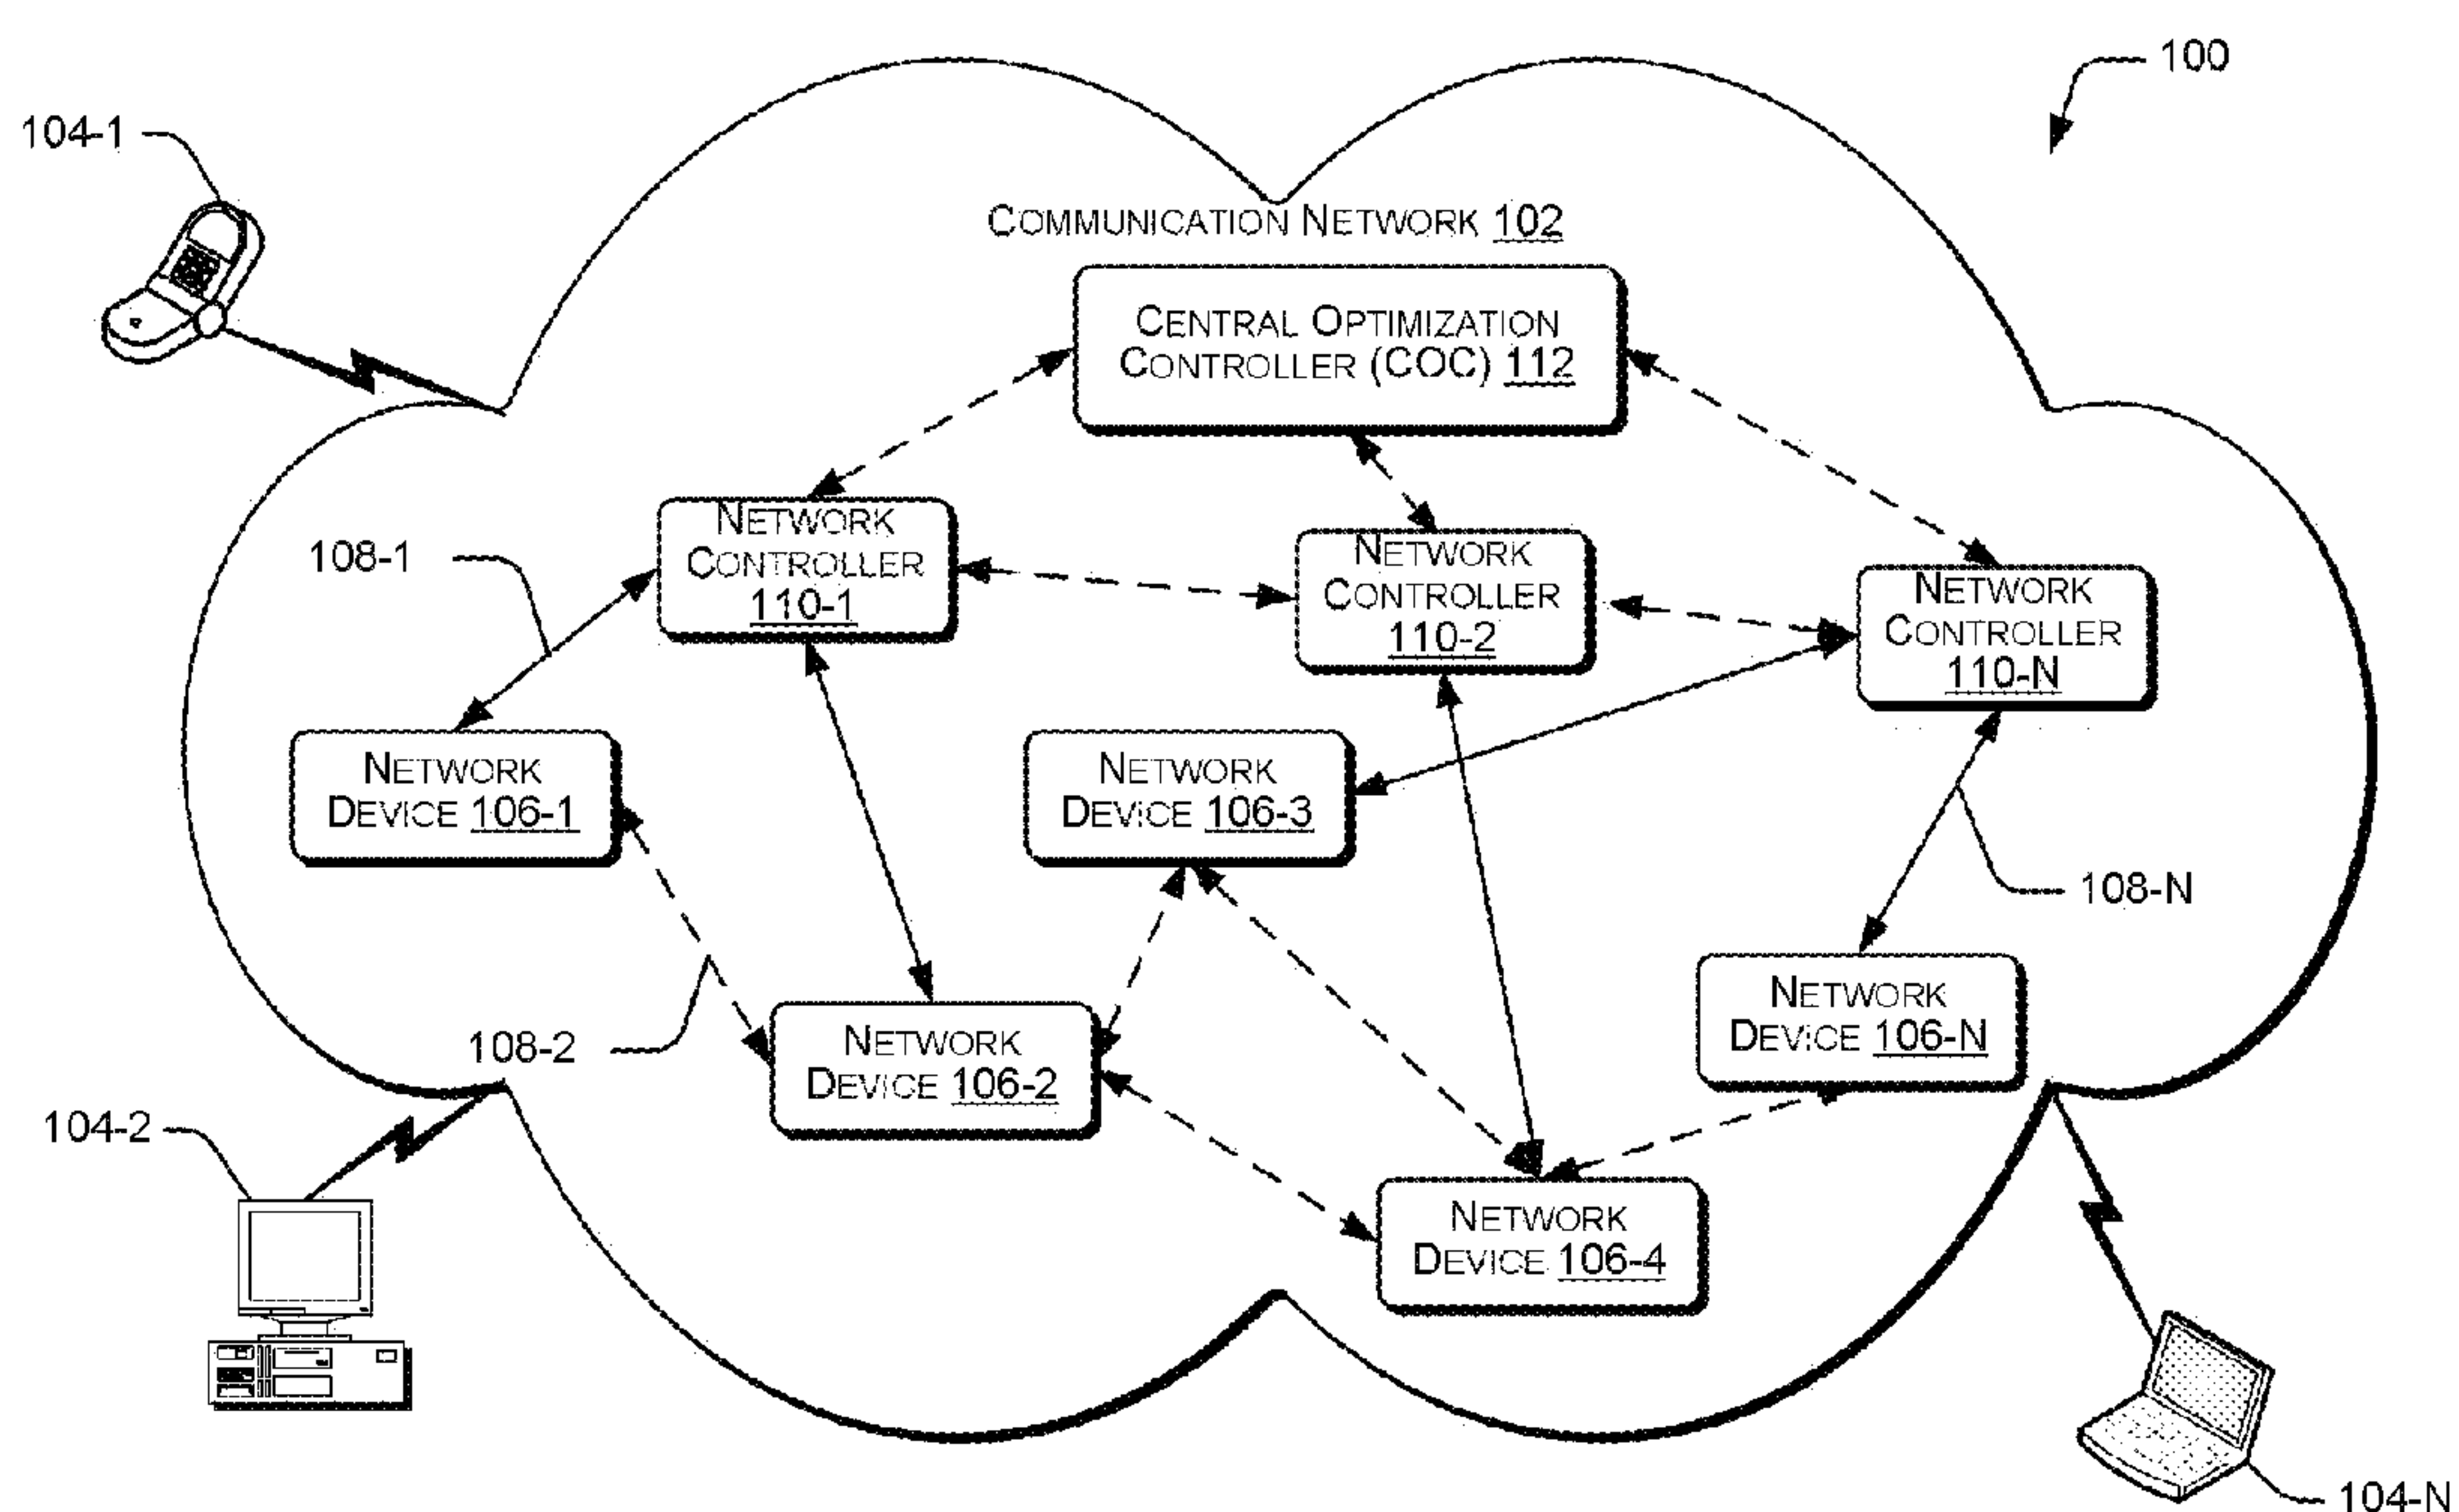 100
104-1
COMMUNICATION NETWORK 102
CENTRAL OPTIMIZATION
CONTROLLER (COC) 112
NETWORK
CONTROLLER
110-1
108-1
NETWORK
CONTROLLER
110-2
NETWORK
CONTROLLER
110-N
NETWORK
DEVICE 106-1
NETWORK
DEVICE 106-3
108-N
NETWORK
DEVICE 106-N
108-2
NETWORK
DEVICE 106-2
104-2
NETWORK
DEVICE 106-4
104-N